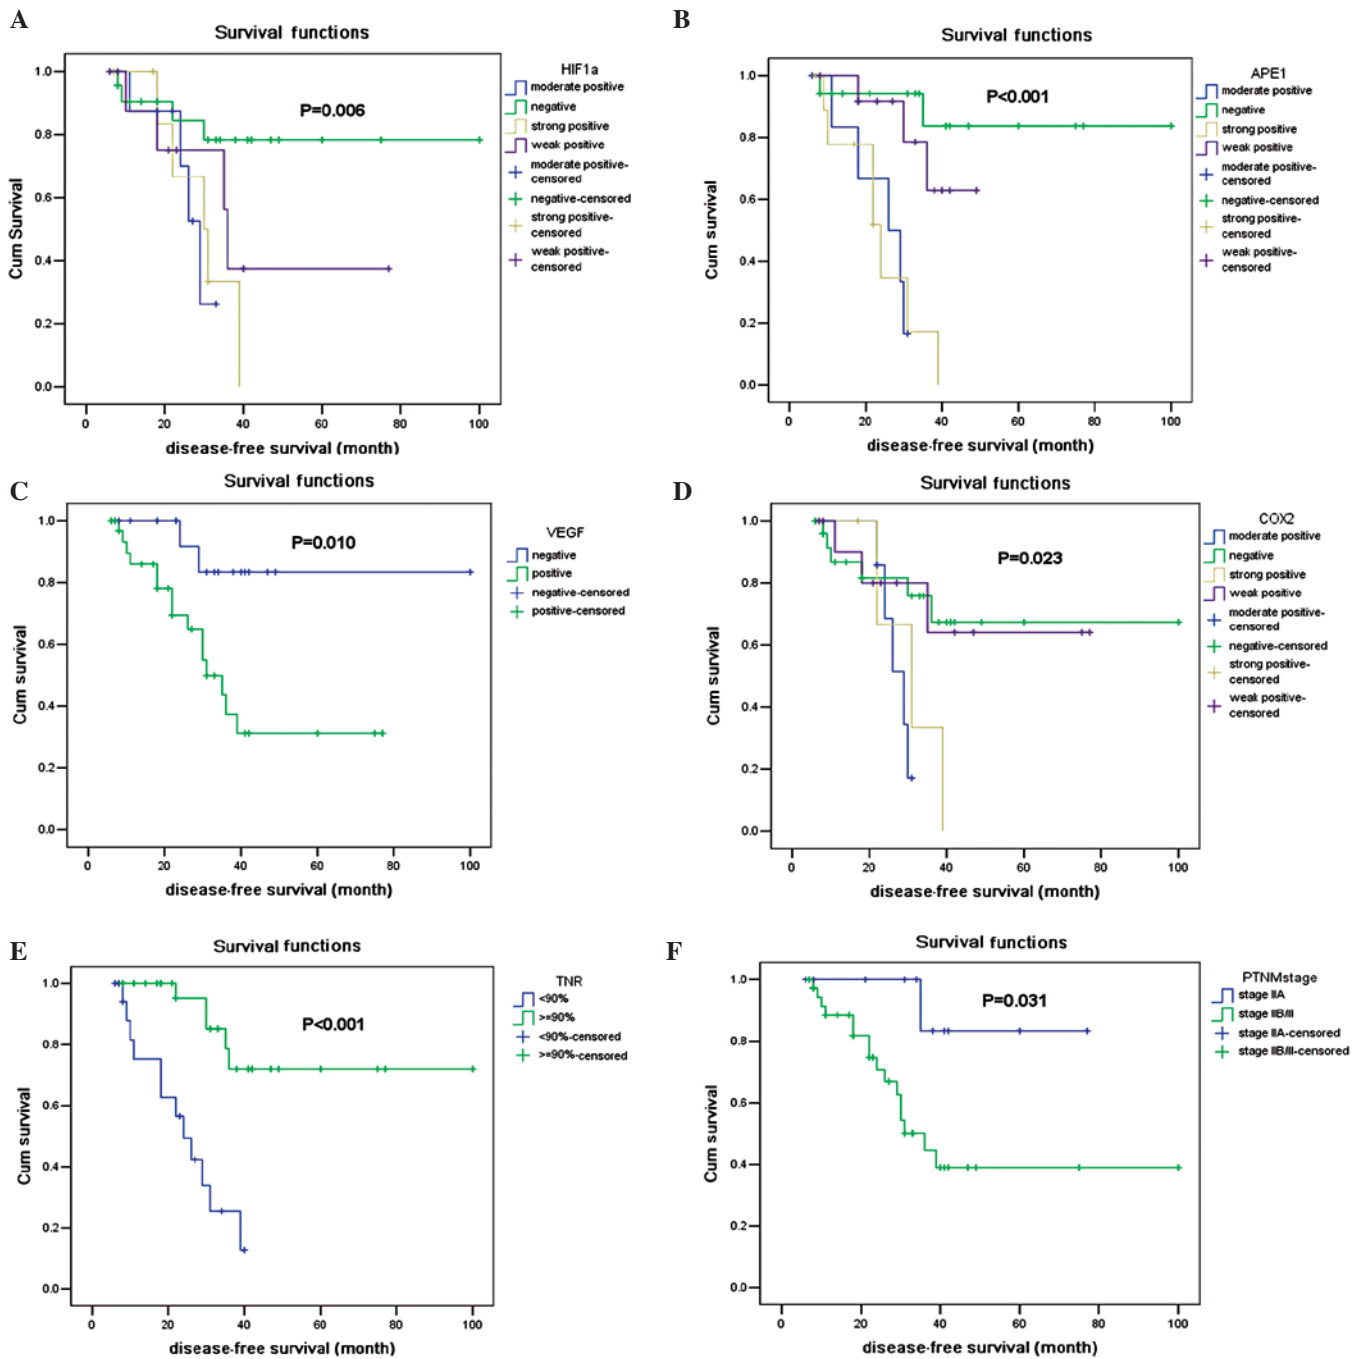 A
Survival functions
Cum Survival
1.0
0.8
0.6
0.4
0.2
0.0
P=0.006
0 20 40 60 80 100
disease-free survival (month)
HIF1a
moderate positive
negative
strong positive
weak positive
moderate positive-
censored
negative-censored
strong positive-
censored
weak positive-
censored
B
Survival functions
Cum survival
1.0
0.8
0.6
0.4
0.2
0.0
P<0.001
0 20 40 60 80 100
disease-free survival (month)
APE1
moderate positive
negative
strong positive
weak positive
moderate positive-
censored
negative-censored
strong positive-
censored
weak positive-
censored
C
Survival functions
Cum survival
1.0
0.8
0.6
0.4
0.2
0.0
P=0.010
0 20 40 60 80 100
disease-free survival (month)
VEGF
negative
positive
negative-censored
positive-censored
D
Survival functions
Cum survival
1.0
0.8
0.6
0.4
0.2
0.0
P=0.023
0 20 40 60 80 100
disease-free survival (month)
COX2
moderate positive
negative
strong positive
weak positive
moderate positive-
censored
negative-censored
strong positive-
censored
weak positive-
censored
E
Survival functions
Cum survival
1.0
0.8
0.6
0.4
0.2
0.0
P<0.001
0 20 40 60 80 100
disease-free survival (month)
TNR
<90%
>=90%
<90%-censored
>=90%-censored
F
Survival functions
Cum survival
1.0
0.8
0.6
0.4
0.2
0.0
P=0.031
0 20 40 60 80 100
disease-free survival (month)
PTNMstage
stage IIA
stage IIB/III
stage IIA-censored
stage IIB/II-censored